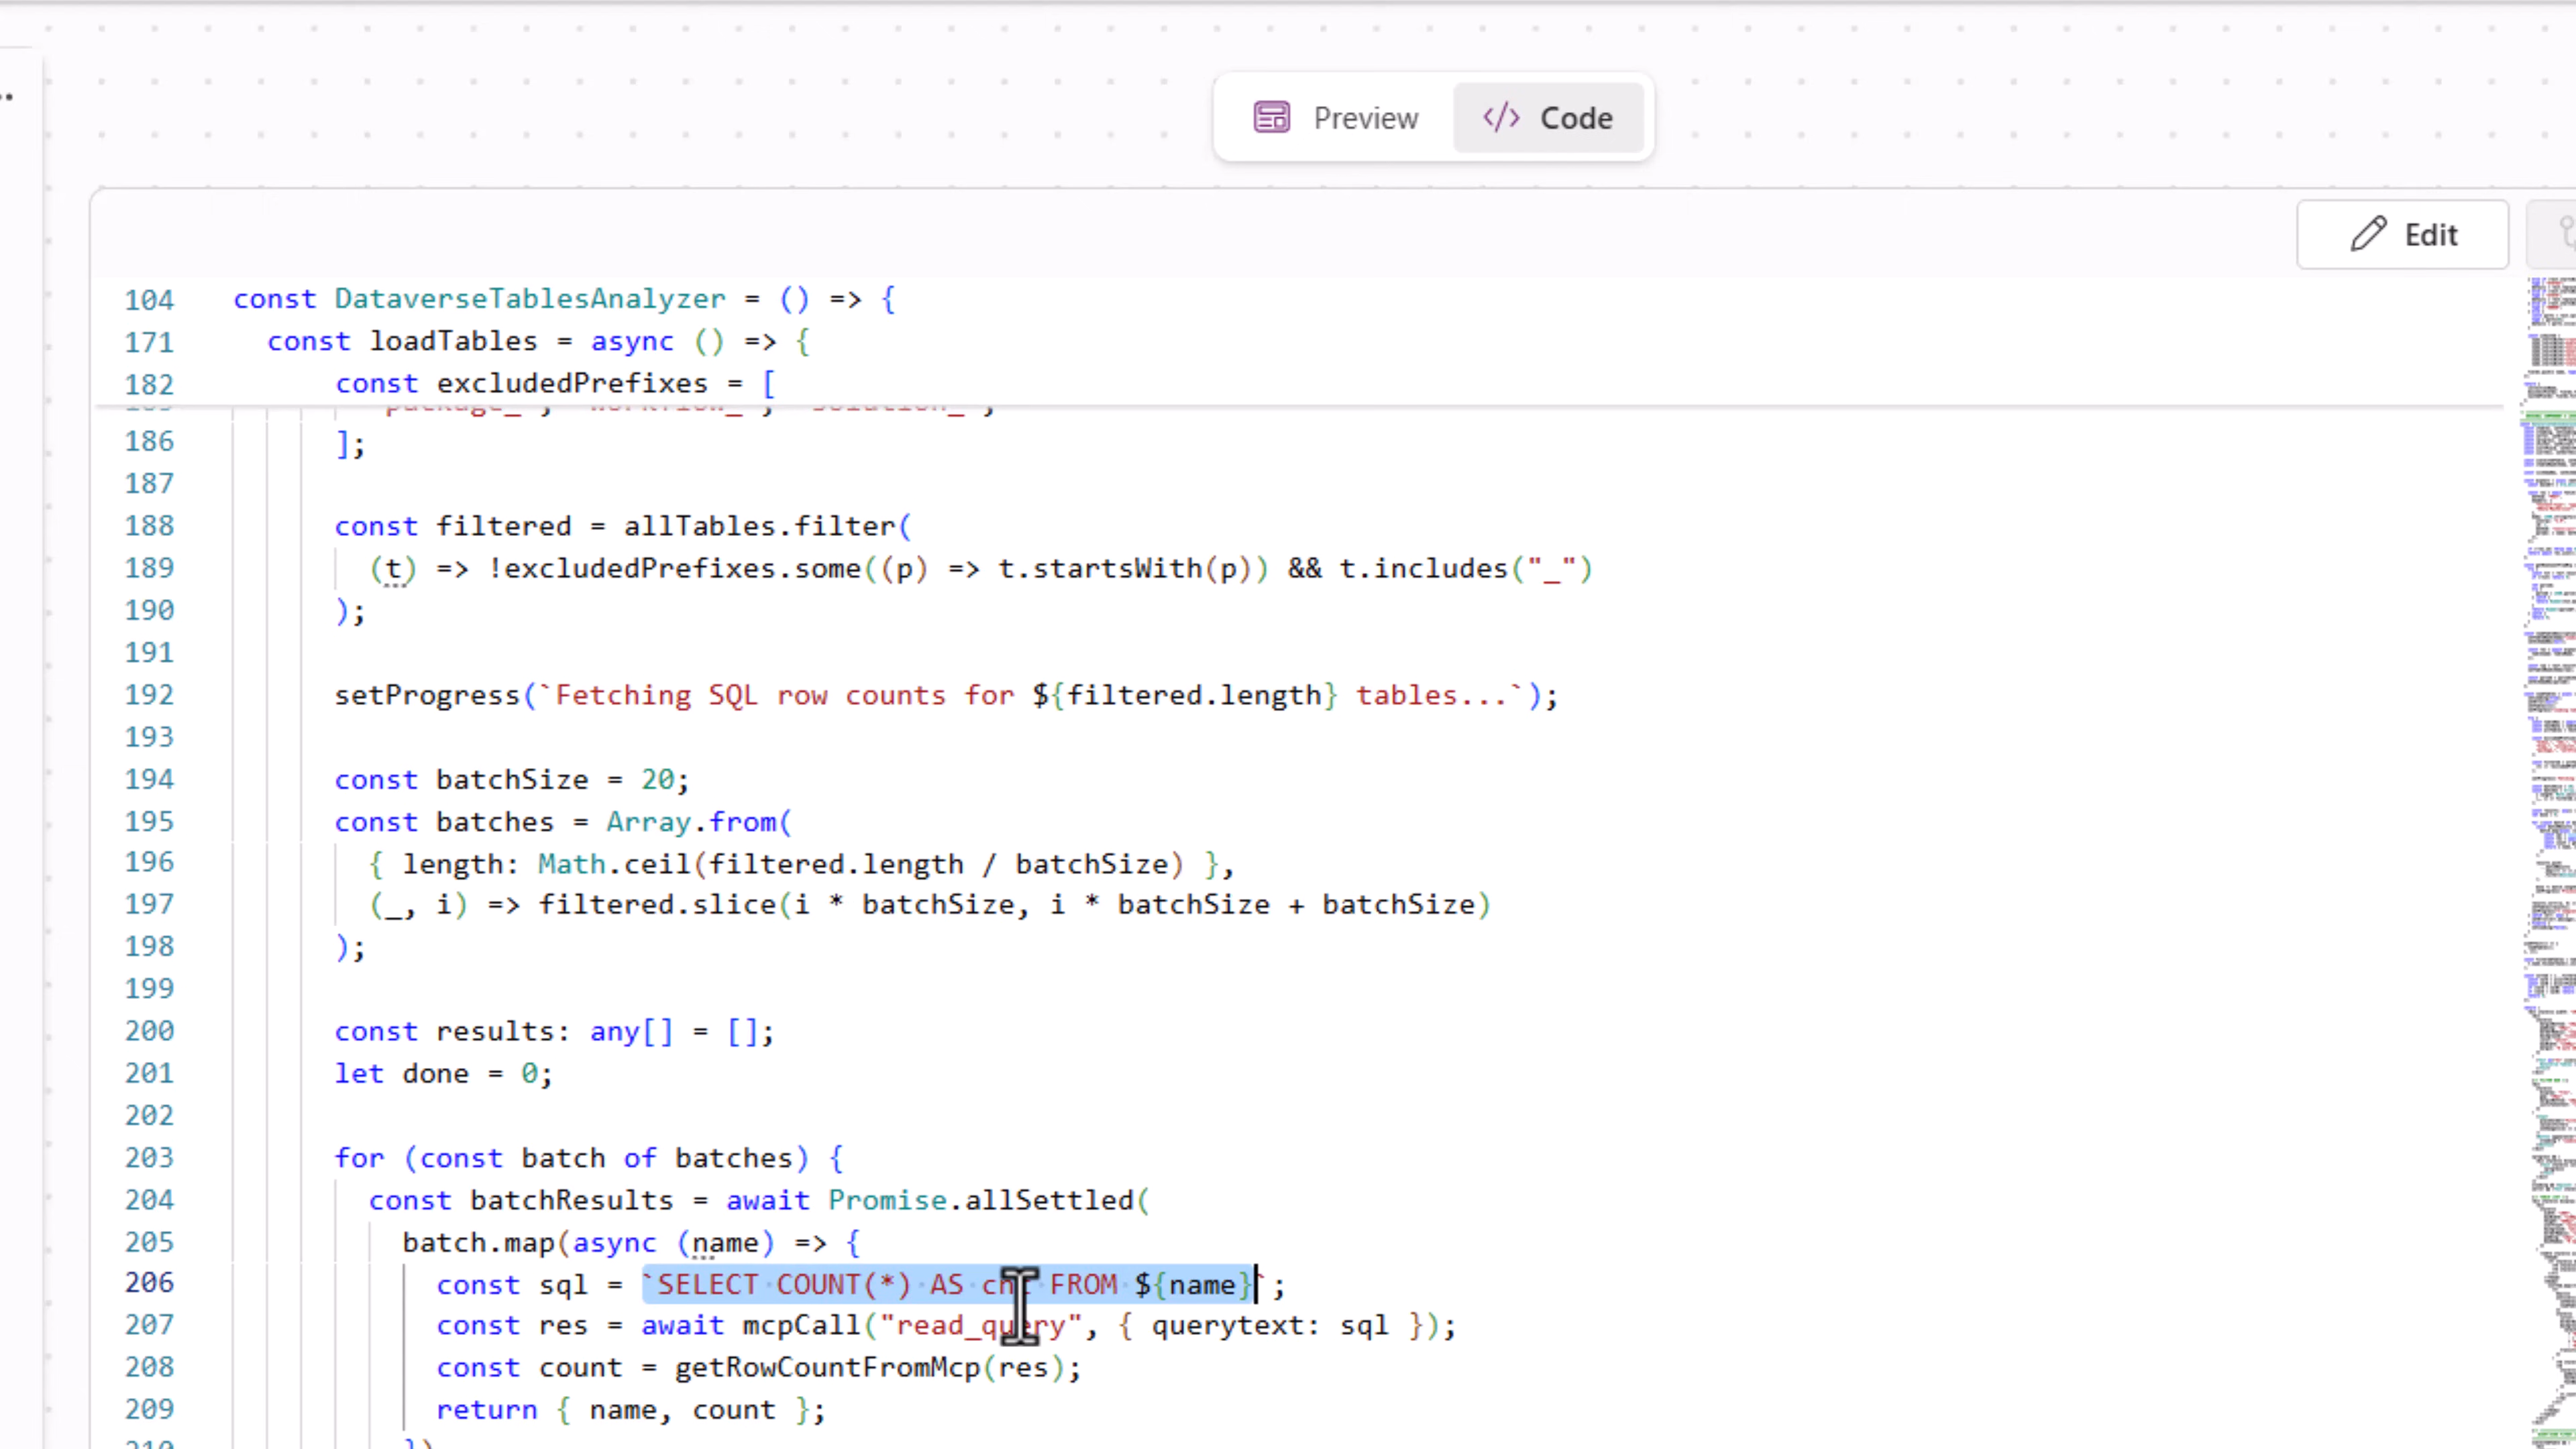 Preview
</> Code
Edit
104 const DataverseTablesAnalyzer = () => {
171 const loadTables = async () => {
182 const excludedPrefixes = [
186 ];
187
188 const filtered = allTables.filter(
189 (t) => !excludedPrefixes.some((p) => t.startsWith(p)) && t.includes("_")
190 );
191
192 setProgress(`Fetching SQL row counts for ${filtered.length} tables...`);
193
194 const batchSize = 20;
195 const batches = Array.from(
196 { length: Math.ceil(filtered.length / batchSize) },
197 (_, i) => filtered.slice(i * batchSize, i * batchSize + batchSize)
198 );
199
200 const results: any[] = [];
201 let done = 0;
202
203 for (const batch of batches) {
204 const batchResults = await Promise.allSettled(
205 batch.map(async (name) => {
206 const sql = `SELECT COUNT(*) AS cnt FROM ${name}`;
207 const res = await mcpCall("read_query", { querytext: sql });
208 const count = getRowCountFromMcp(res);
209 return { name, count };